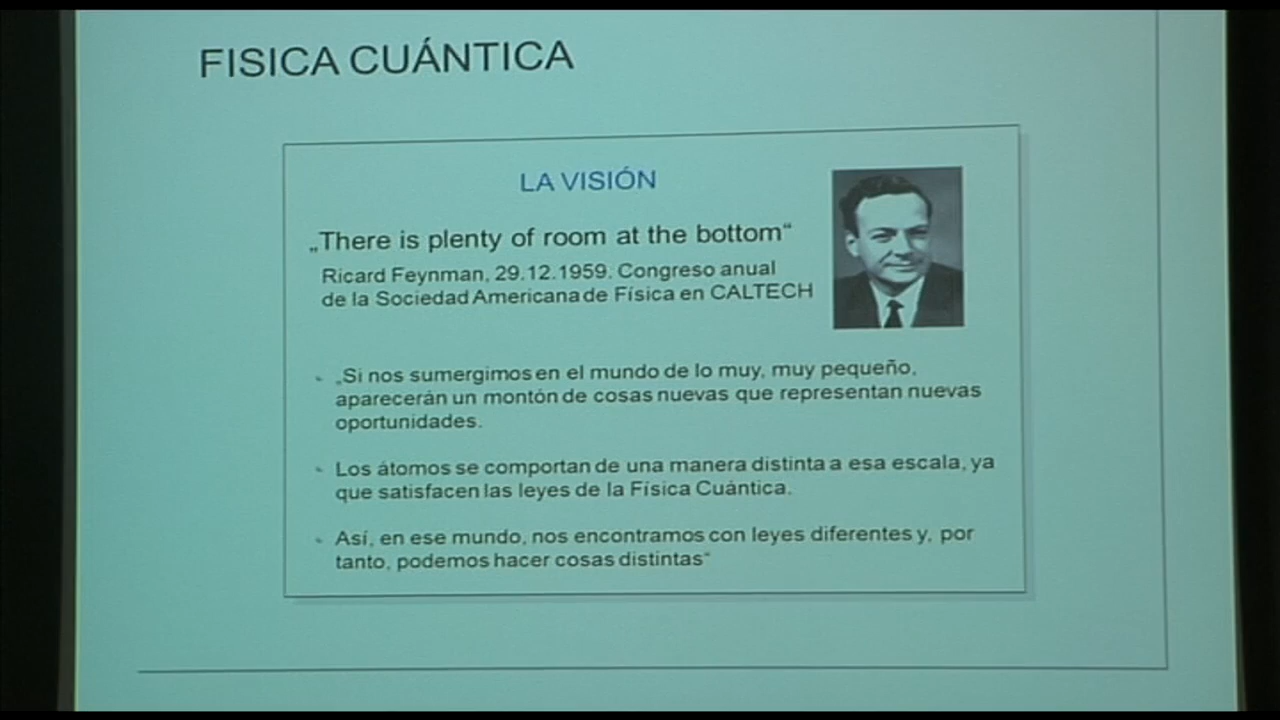 FISICA CUÁNTICA
LA VISIÓN
„There is plenty of room at the bottom“
Ricard Feynman, 29.12.1959. Congreso anual
de la Sociedad Americana de Física en CALTECH
- „Si nos sumergimos en el mundo de lo muy, muy pequeño,
aparecerán un montón de cosas nuevas que representan nuevas
oportunidades.
- Los átomos se comportan de una manera distinta a esa escala, ya
que satisfacen las leyes de la Física Cuántica.
- Así, en ese mundo, nos encontramos con leyes diferentes y, por
tanto, podemos hacer cosas distintas“